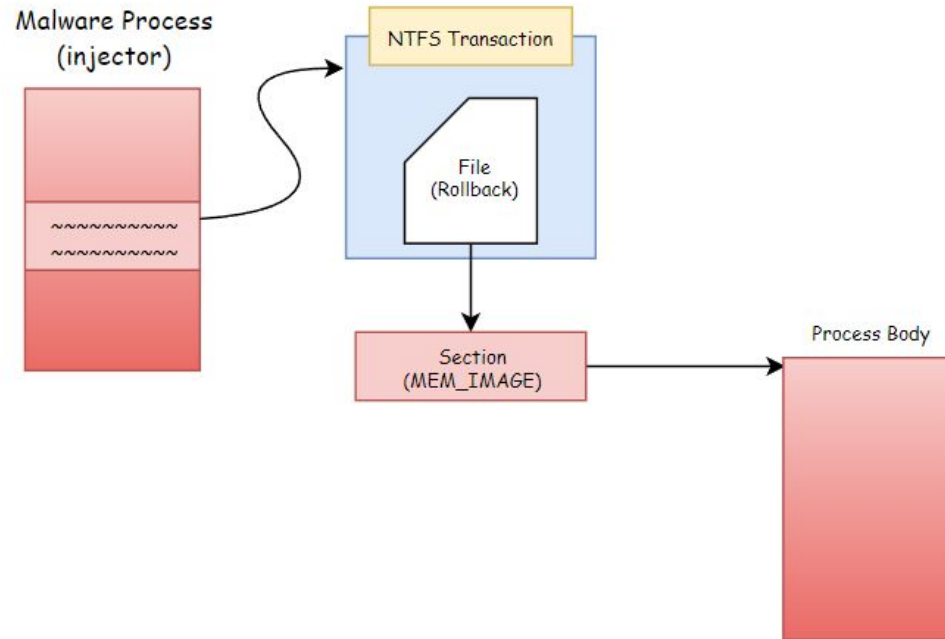 Malware Process
(injector)
NTFS Transaction
File
(Rollback)
~~~~~~~~~~
~~~~~~~~~~
Section
(MEM_IMAGE)
Process Body